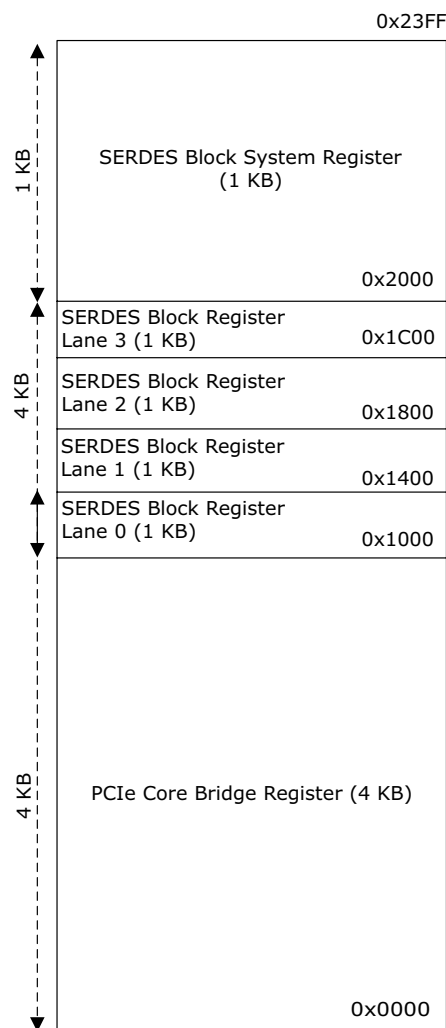 0x23FF
1 KB
SERDES Block System Register
(1 KB)
0x2000
4 KB
SERDES Block Register
Lane 3 (1 KB)
0x1C00
SERDES Block Register
Lane 2 (1 KB)
0x1800
SERDES Block Register
Lane 1 (1 KB)
0x1400
SERDES Block Register
Lane 0 (1 KB)
0x1000
4 KB
PCIe Core Bridge Register (4 KB)
0x0000